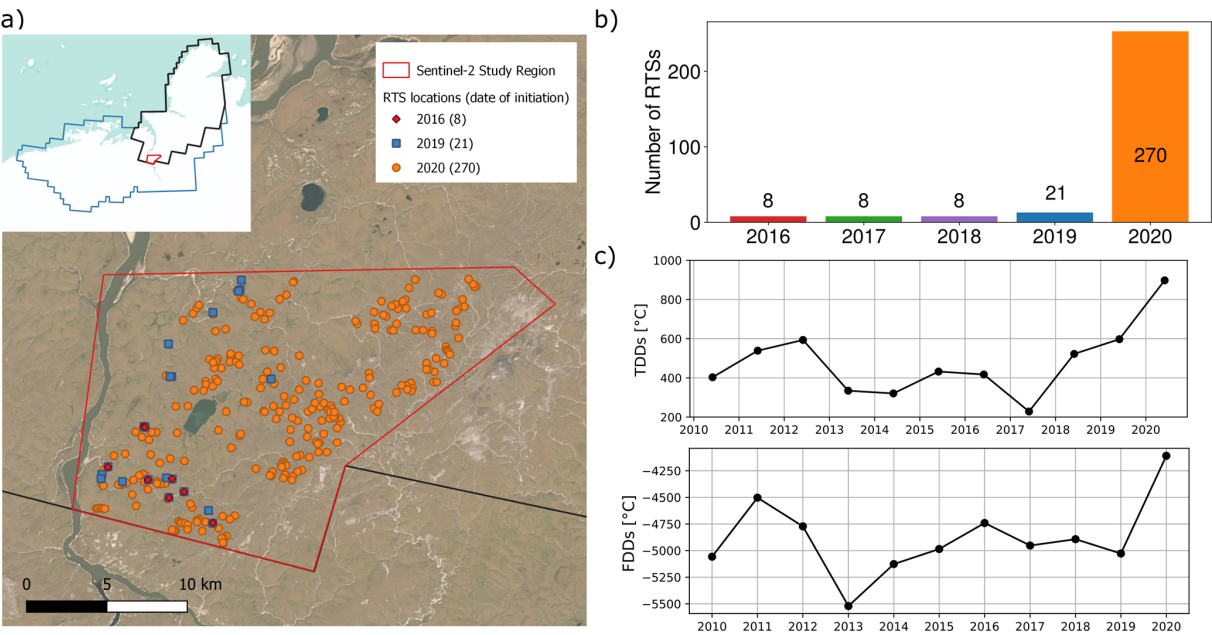 a)
Sentinel-2 Study Region
RTS locations (date of initiation)
2016 (8)
2019 (21)
2020 (270)
0 5 10 km
b)
Number of RTSs
200
100
0
8 8 8 21 270
2016 2017 2018 2019 2020
c)
TDDs [°C]
1000
800
600
400
200
2010 2011 2012 2013 2014 2015 2016 2017 2018 2019 2020
FDDs [°C]
−4250
−4500
−4750
−5000
−5250
−5500
2010 2011 2012 2013 2014 2015 2016 2017 2018 2019 2020